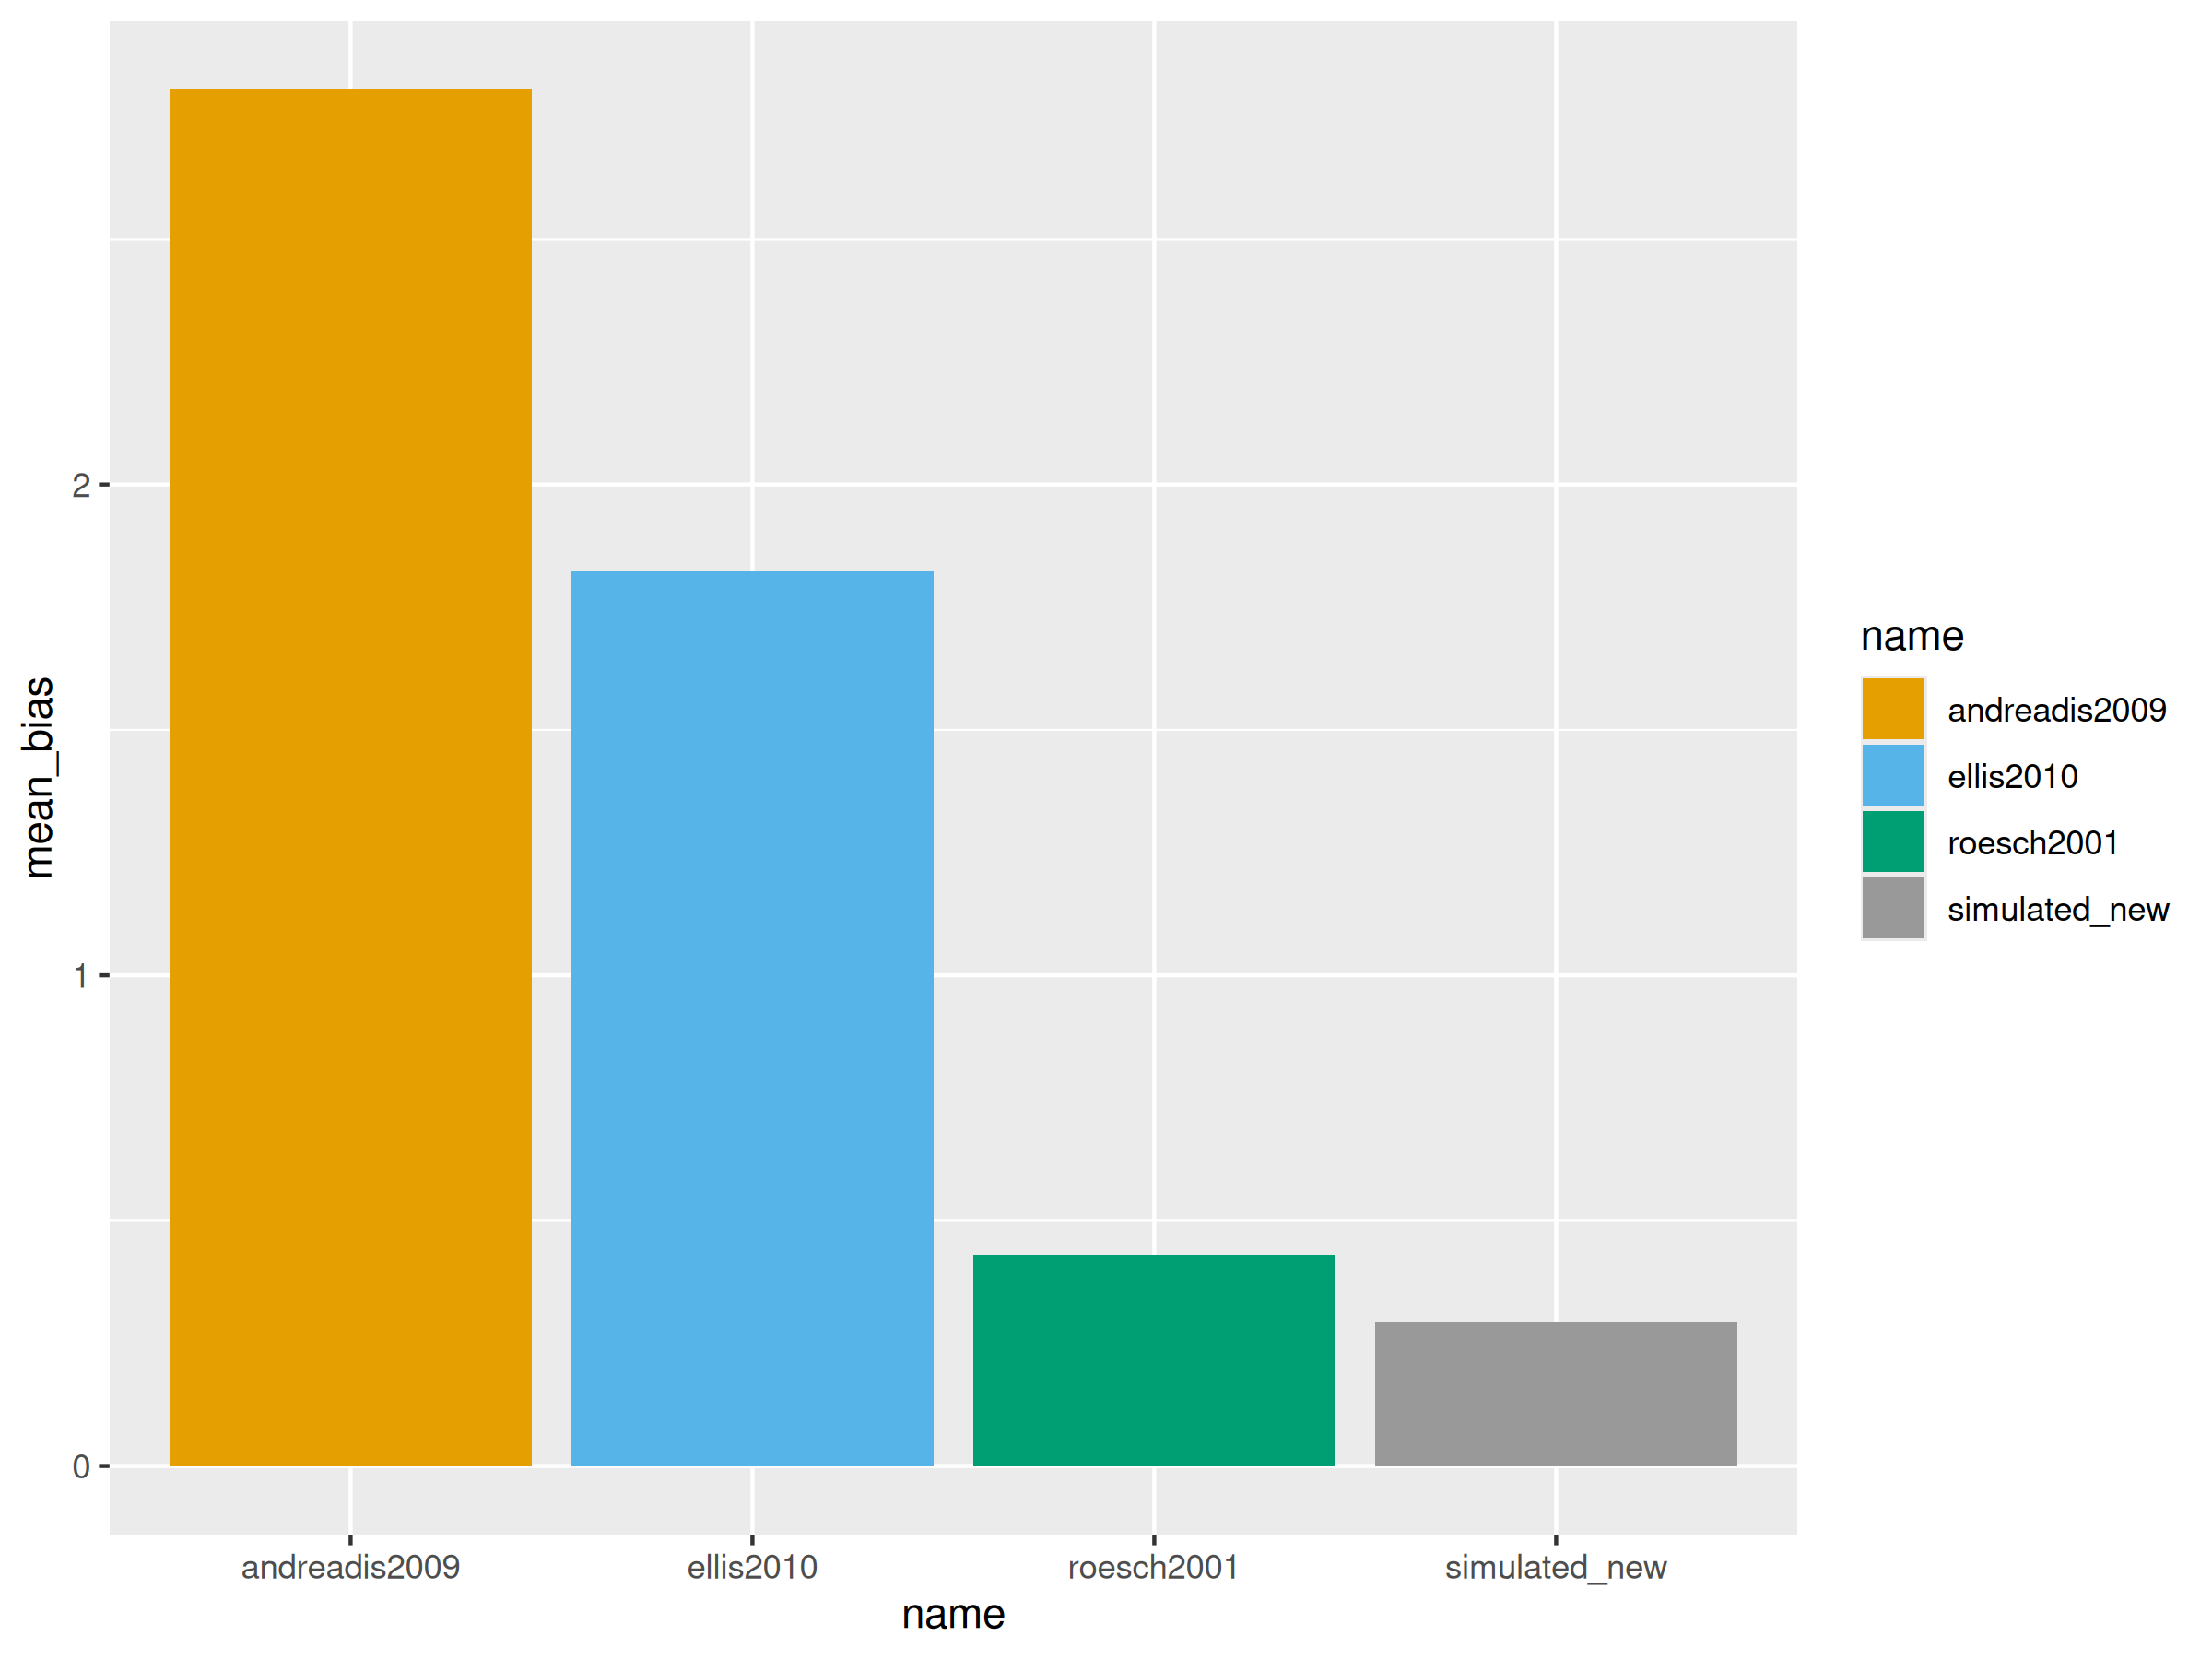 mean_bias
2
1
0
andreadis2009
ellis2010
roesch2001
simulated_new
name
name
andreadis2009
ellis2010
roesch2001
simulated_new